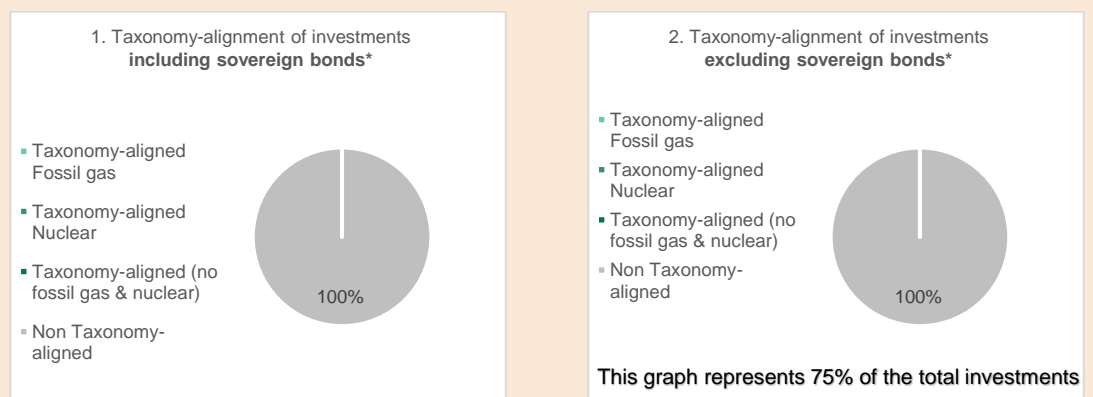 1. Taxonomy-alignment of investments
including sovereign bonds*
Taxonomy-aligned
Fossil gas
Taxonomy-aligned
Nuclear
Taxonomy-aligned (no
fossil gas & nuclear)
Non Taxonomy-
aligned
100%
2. Taxonomy-alignment of investments
excluding sovereign bonds*
Taxonomy-aligned
Fossil gas
Taxonomy-aligned
Nuclear
Taxonomy-aligned (no
fossil gas & nuclear)
Non Taxonomy-
aligned
100%
This graph represents 75% of the total investments